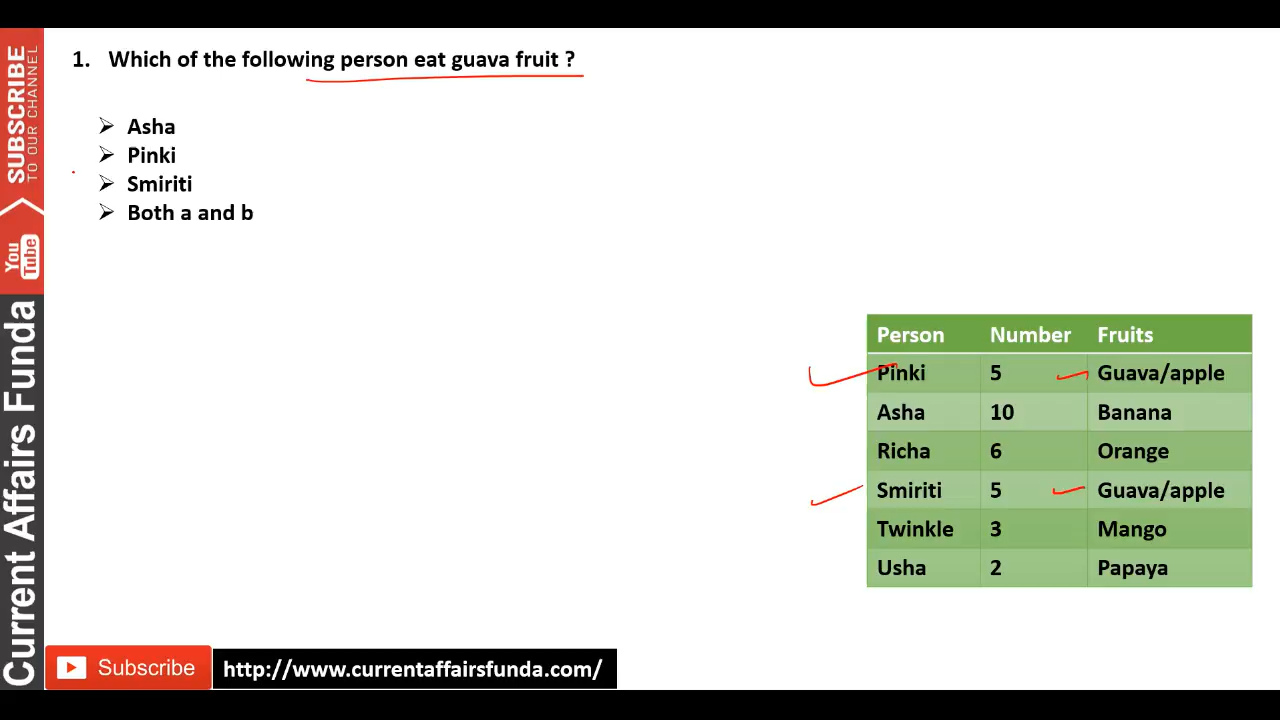 SUBSCRIBE
TO OUR CHANNEL
You
Tube
Current Affairs Funda
1. Which of the following person eat guava fruit ?
➢ Asha
➢ Pinki
➢ Smiriti
➢ Both a and b
Person Number Fruits
Pinki 5 Guava/apple
Asha 10 Banana
Richa 6 Orange
Smiriti 5 Guava/apple
Twinkle 3 Mango
Usha 2 Papaya
Subscribe http://www.currentaffairsfunda.com/